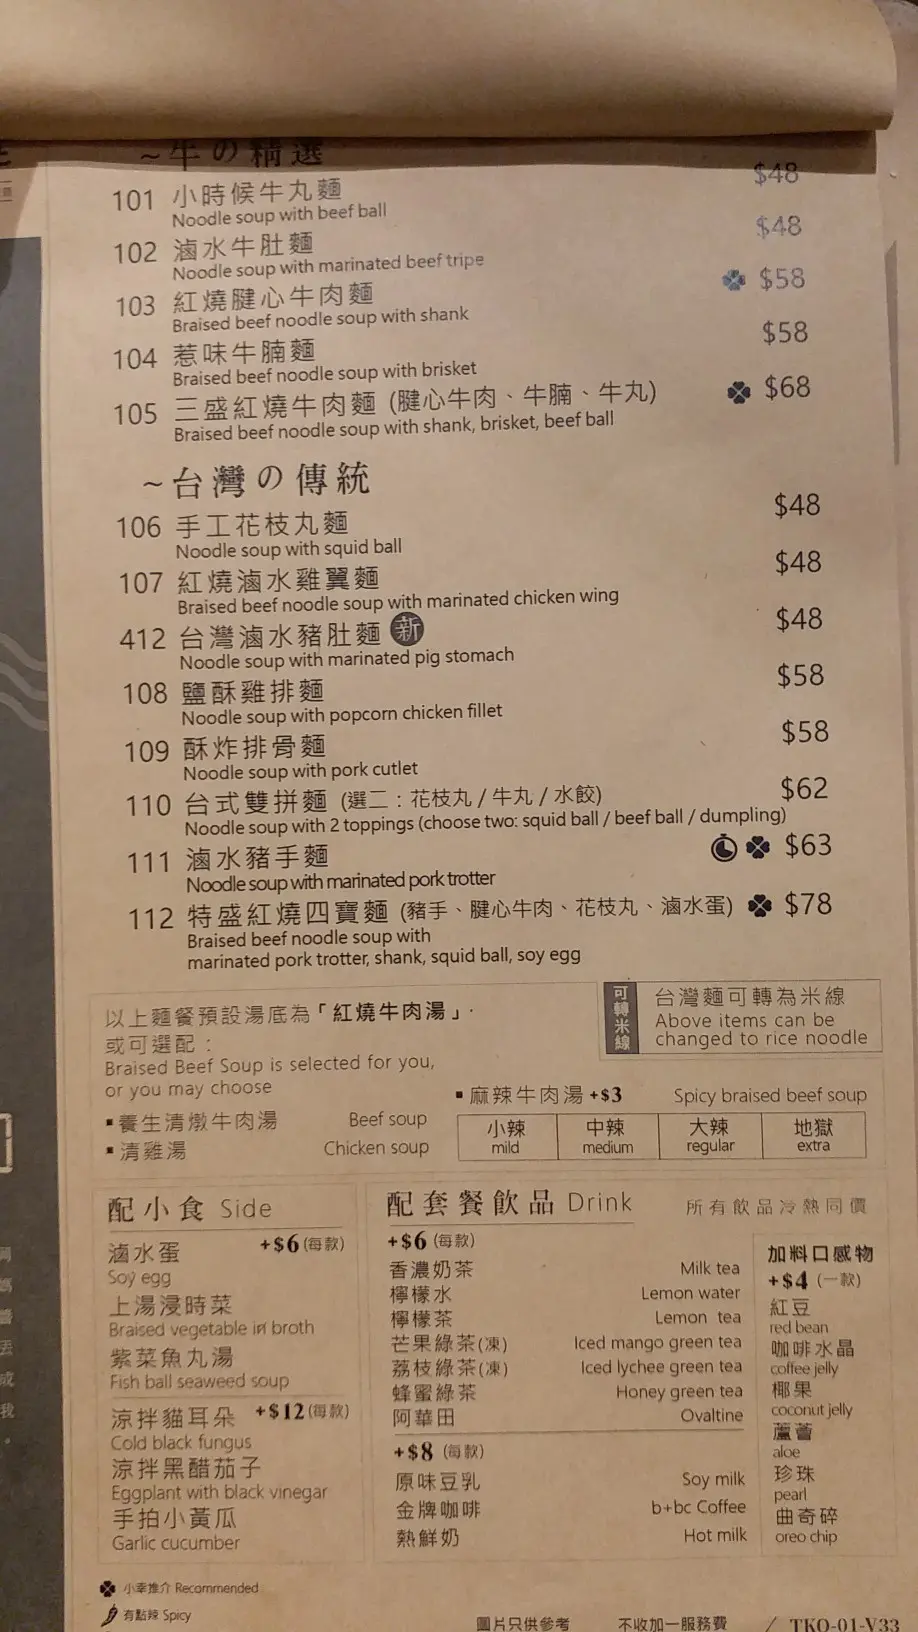 ~牛の精選
101 小時候牛丸麵 $48
Noodle soup with beef ball
102 滷水牛肚麵 $48
Noodle soup with marinated beef tripe
103 紅燒腱心牛肉麵 $58
Braised beef noodle soup with shank
104 惹味牛腩麵 $58
Braised beef noodle soup with brisket
105 三盛紅燒牛肉麵 (腱心牛肉、牛腩、牛丸) $68
Braised beef noodle soup with shank, brisket, beef ball
~台灣の傳統
106 手工花枝丸麵 $48
Noodle soup with squid ball
107 紅燒滷水雞翼麵 $48
Braised beef noodle soup with marinated chicken wing
412 台灣滷水豬肚麵 新 $48
Noodle soup with marinated pig stomach
108 鹽酥雞排麵 $58
Noodle soup with popcorn chicken fillet
109 酥炸排骨麵 $58
Noodle soup with pork cutlet
110 台式雙拼麵 (選二：花枝丸 / 牛丸 / 水餃) $62
Noodle soup with 2 toppings (choose two: squid ball / beef ball / dumpling)
111 滷水豬手麵 $63
Noodle soup with marinated pork trotter
112 特盛紅燒四寶麵 (豬手、腱心牛肉、花枝丸、滷水蛋) $78
Braised beef noodle soup with
marinated pork trotter, shank, squid ball, soy egg
以上麵餐預設湯底為「紅燒牛肉湯」,
或可選配：
Braised Beef Soup is selected for you,
or you may choose
▪養生清燉牛肉湯 Beef soup
▪清雞湯 Chicken soup
可轉米線
台灣麵可轉為米線
Above items can be
changed to rice noodle
▪麻辣牛肉湯 +$3 Spicy braised beef soup
小辣 中辣 大辣 地獄
mild medium regular extra
配小食 Side
滷水蛋 +$6 (每款)
Soy egg
上湯浸時菜
Braised vegetable in broth
紫菜魚丸湯
Fish ball seaweed soup
涼拌貓耳朵 +$12 (每款)
Cold black fungus
涼拌黑醋茄子
Eggplant with black vinegar
手拍小黃瓜
Garlic cucumber
配套餐飲品 Drink 所有飲品冷熱同價
+$6 (每款)
香濃奶茶 Milk tea
檸檬水 Lemon water
檸檬茶 Lemon tea
芒果綠茶(凍) Iced mango green tea
荔枝綠茶(凍) Iced lychee green tea
蜂蜜綠茶 Honey green tea
阿華田 Ovaltine
+$8 (每款)
原味豆乳 Soy milk
金牌咖啡 b+bc Coffee
熱鮮奶 Hot milk
加料口感物
+$4 (一款)
紅豆
red bean
咖啡水晶
coffee jelly
椰果
coconut jelly
蘆薈
aloe
珍珠
pearl
曲奇碎
oreo chip
小幸推介 Recommended
有點辣 Spicy
圖片只供參考 不收加一服務費 / TKO-01-V33